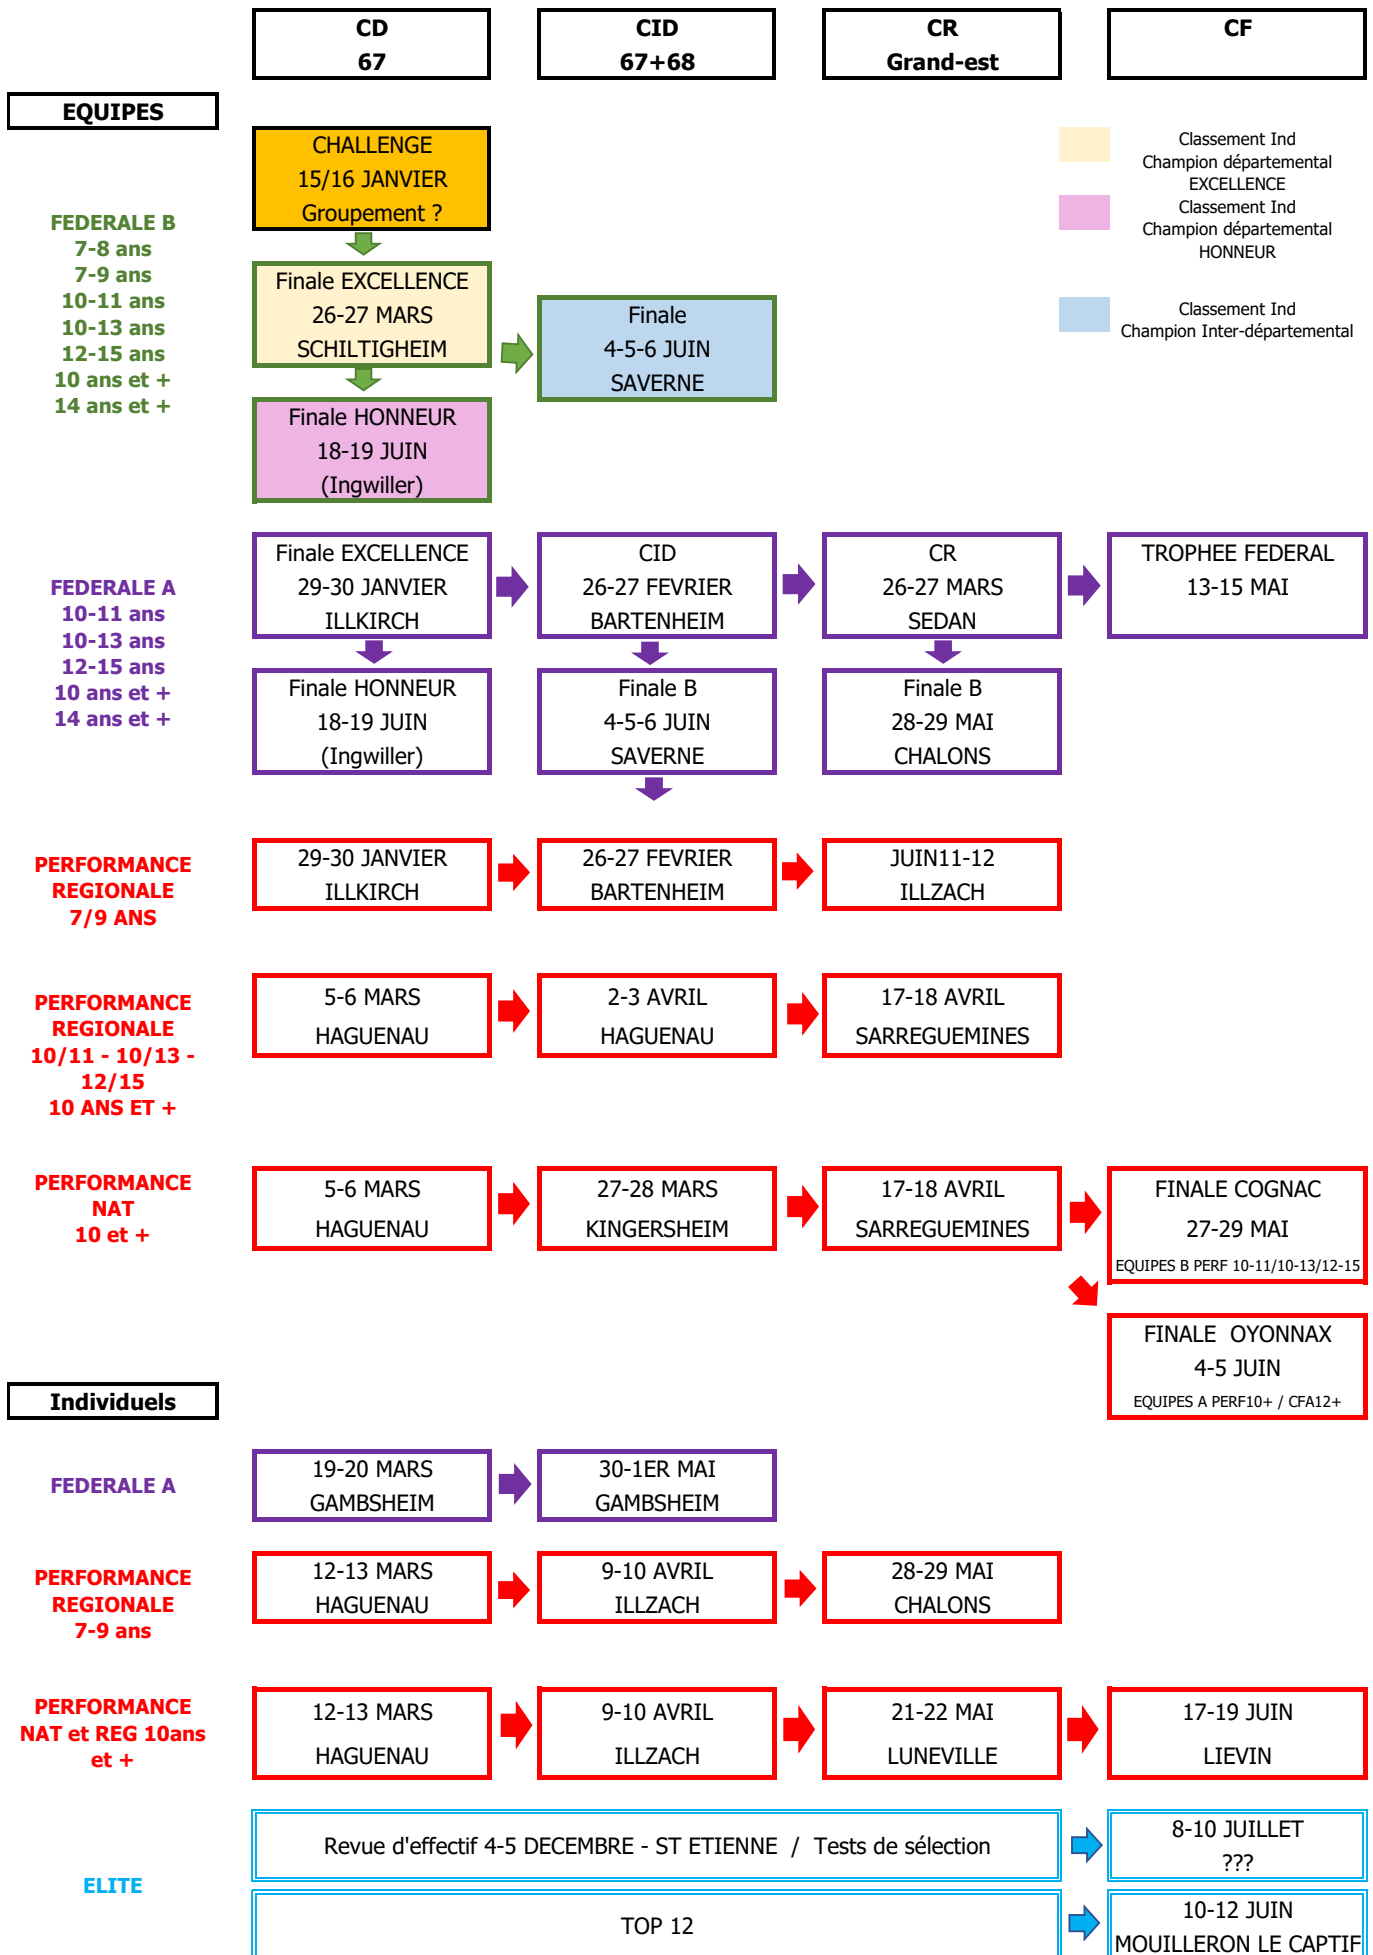 CD
67
CID
67+68
CR
Grand-est
CF
EQUIPES
CHALLENGE
15/16 JANVIER
Groupement ?
Classement Ind
Champion départemental
EXCELLENCE
Classement Ind
Champion départemental
HONNEUR
Classement Ind
Champion Inter-départemental
FEDERALE B
7-8 ans
7-9 ans
10-11 ans
10-13 ans
12-15 ans
10 ans et +
14 ans et +
Finale EXCELLENCE
26-27 MARS
SCHILTIGHEIM
Finale
4-5-6 JUIN
SAVERNE
Finale HONNEUR
18-19 JUIN
(Ingwiller)
FEDERALE A
10-11 ans
10-13 ans
12-15 ans
10 ans et +
14 ans et +
Finale EXCELLENCE
29-30 JANVIER
ILLKIRCH
CID
26-27 FEVRIER
BARTENHEIM
CR
26-27 MARS
SEDAN
TROPHEE FEDERAL
13-15 MAI
Finale HONNEUR
18-19 JUIN
(Ingwiller)
Finale B
4-5-6 JUIN
SAVERNE
Finale B
28-29 MAI
CHALONS
PERFORMANCE
REGIONALE
7/9 ANS
29-30 JANVIER
ILLKIRCH
26-27 FEVRIER
BARTENHEIM
JUIN11-12
ILLZACH
PERFORMANCE
REGIONALE
10/11 - 10/13 -
12/15
10 ANS ET +
5-6 MARS
HAGUENAU
2-3 AVRIL
HAGUENAU
17-18 AVRIL
SARREGUEMINES
PERFORMANCE
NAT
10 et +
5-6 MARS
HAGUENAU
27-28 MARS
KINGERSHEIM
17-18 AVRIL
SARREGUEMINES
FINALE COGNAC
27-29 MAI
EQUIPES B PERF 10-11/10-13/12-15
FINALE OYONNAX
4-5 JUIN
EQUIPES A PERF10+ / CFA12+
Individuels
FEDERALE A
19-20 MARS
GAMBSHEIM
30-1ER MAI
GAMBSHEIM
PERFORMANCE
REGIONALE
7-9 ans
12-13 MARS
HAGUENAU
9-10 AVRIL
ILLZACH
28-29 MAI
CHALONS
PERFORMANCE
NAT et REG 10ans
et +
12-13 MARS
HAGUENAU
9-10 AVRIL
ILLZACH
21-22 MAI
LUNEVILLE
17-19 JUIN
LIEVIN
ELITE
Revue d'effectif 4-5 DECEMBRE - ST ETIENNE / Tests de sélection
8-10 JUILLET
???
TOP 12
10-12 JUIN
MOUILLERON LE CAPTIF